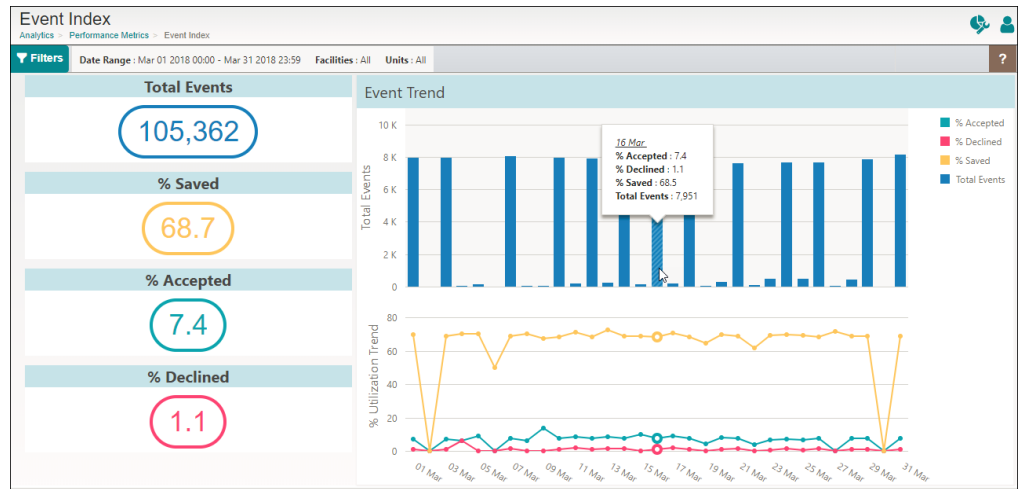 Event Index
Analytics > Performance Metrics > Event Index
Filters Date Range : Mar 01 2018 00:00 - Mar 31 2018 23:59 Facilities : All Units : All ?
Total Events
105,362
% Saved
68.7
% Accepted
7.4
% Declined
1.1
Event Trend
Total Events
10 K
8 K
6 K
4 K
2 K
0
16 Mar
% Accepted : 7.4
% Declined : 1.1
% Saved : 68.5
Total Events : 7,951
% Accepted
% Declined
% Saved
Total Events
% Utilization Trend
80
60
40
20
0
01 Mar
03 Mar
05 Mar
07 Mar
09 Mar
11 Mar
13 Mar
15 Mar
17 Mar
19 Mar
21 Mar
23 Mar
25 Mar
27 Mar
29 Mar
31 Mar